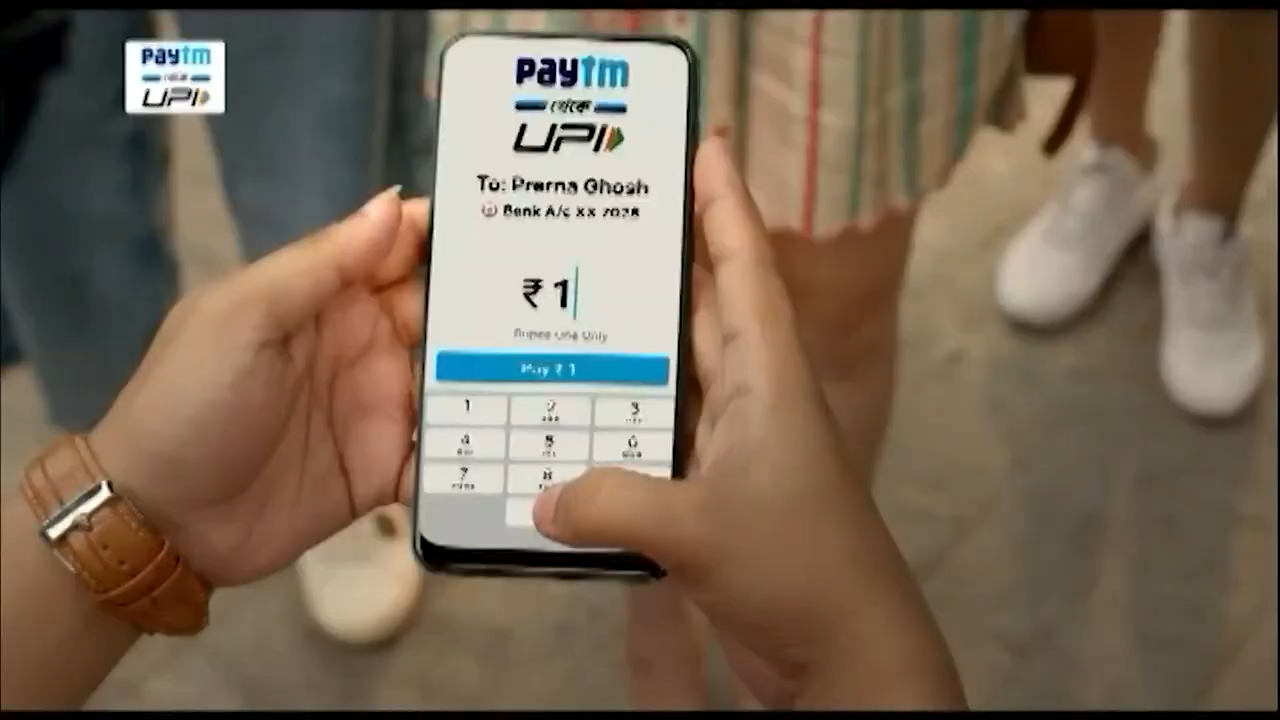 paytm
থেকে
UPI
paytm
থেকে
UPI
To: Prerna Ghosh
Bank A/c XX 7028
₹ 1
Rupee One Only
Pay ₹ 1
1 2 3
4 5 6
7 8